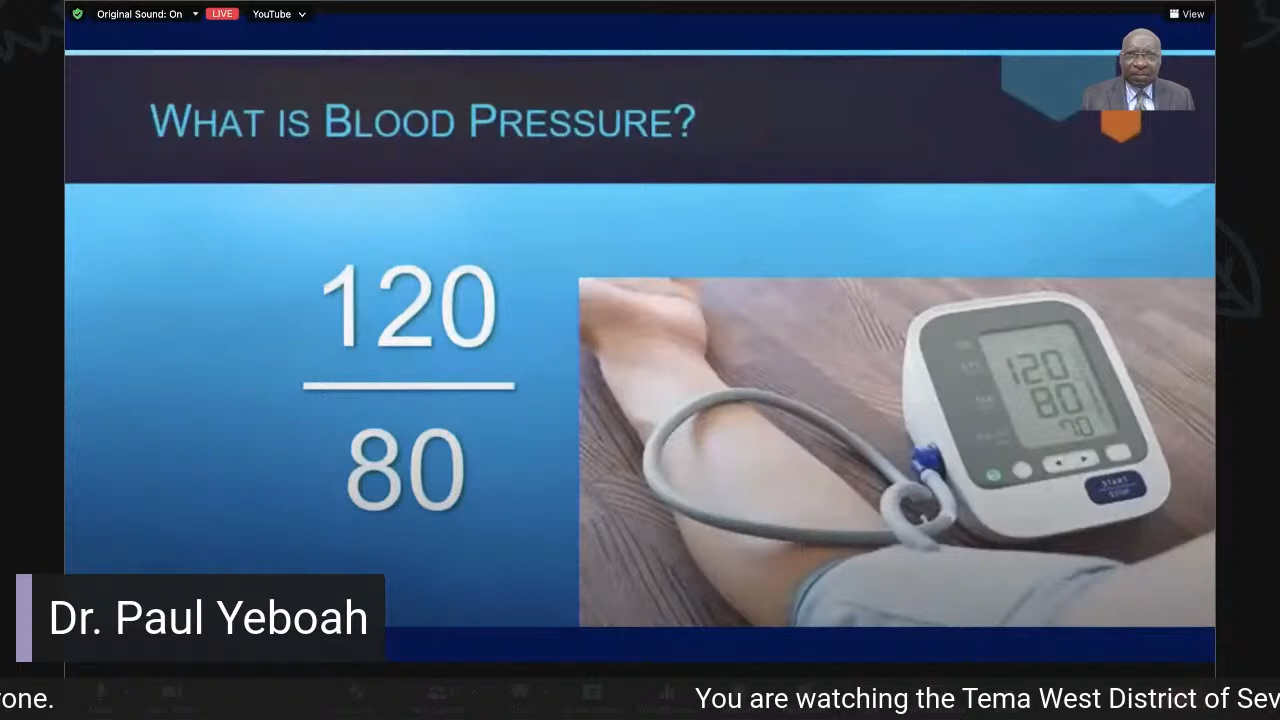 Original Sound: On
LIVE
YouTube
View
WHAT IS BLOOD PRESSURE?
120
80
120
80
70
START
STOP
Dr. Paul Yeboah
yone.
You are watching the Tema West District of Sev